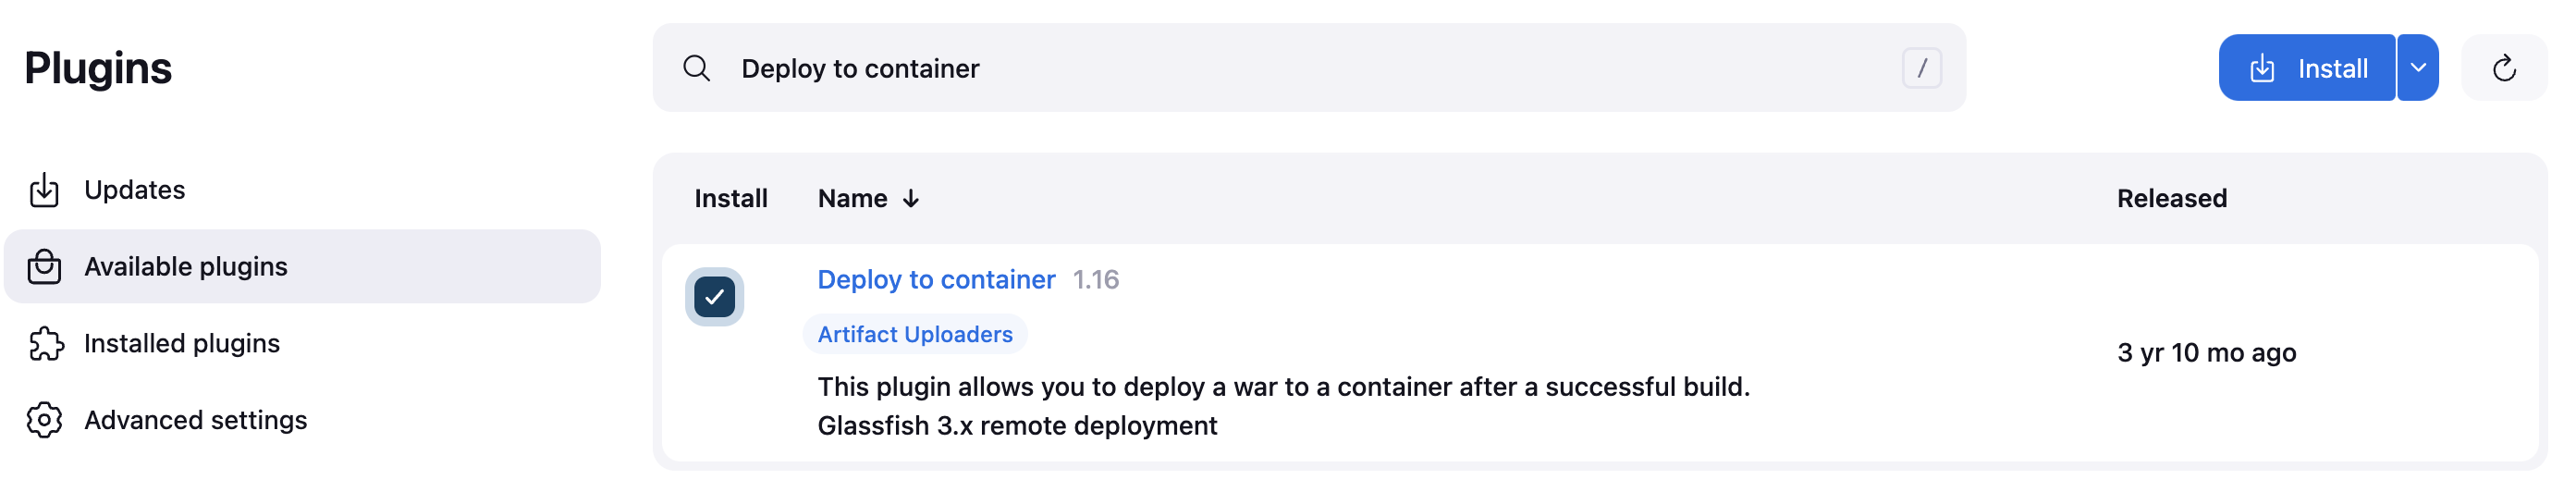 Plugins
Deploy to container
/
Install
Updates
Available plugins
Installed plugins
Advanced settings
Install Name Released
Deploy to container 1.16
Artifact Uploaders
This plugin allows you to deploy a war to a container after a successful build.
Glassfish 3.x remote deployment
3 yr 10 mo ago